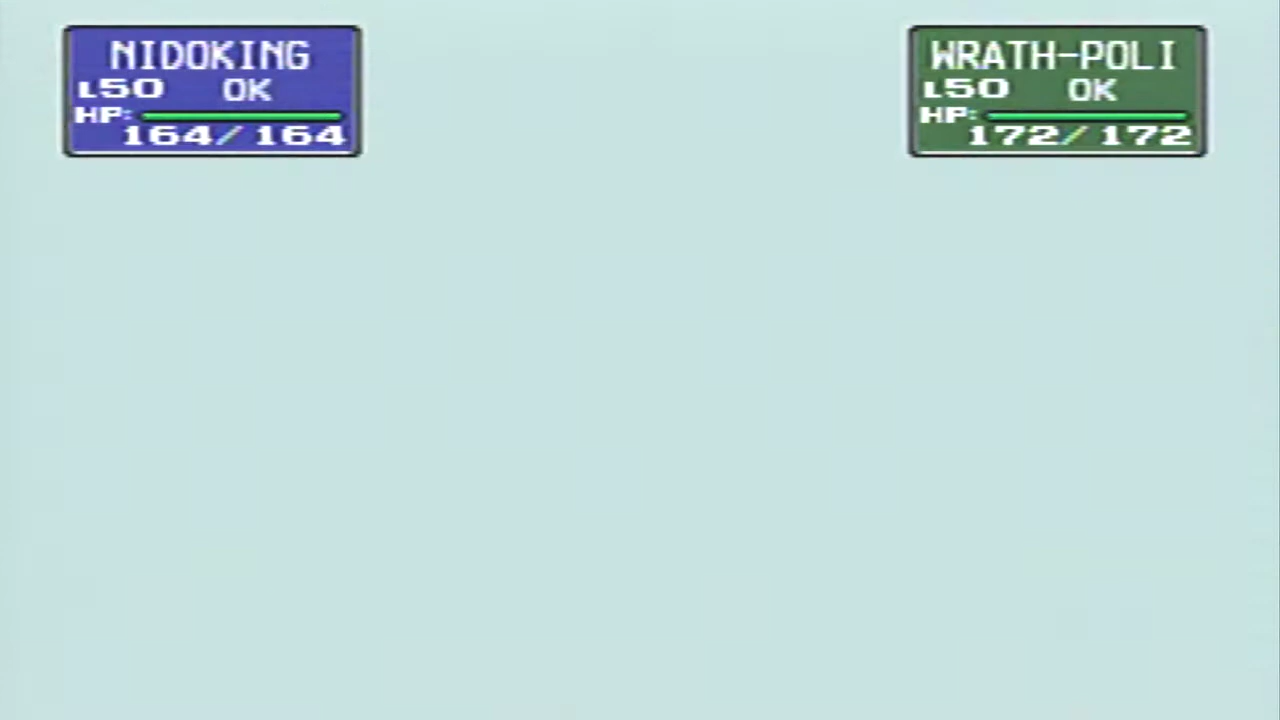 NIDOKING
L50 OK
HP:
164/164
WRATH-POLI
L50 OK
HP:
172/172